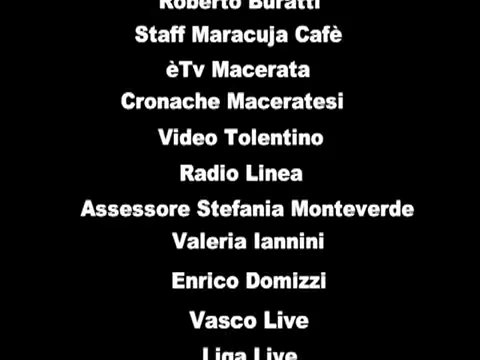 Roberto Buratti
Staff Maracuja Cafè
èTv Macerata
Cronache Maceratesi
Video Tolentino
Radio Linea
Assessore Stefania Monteverde
Valeria Iannini
Enrico Domizzi
Vasco Live
Liga Live